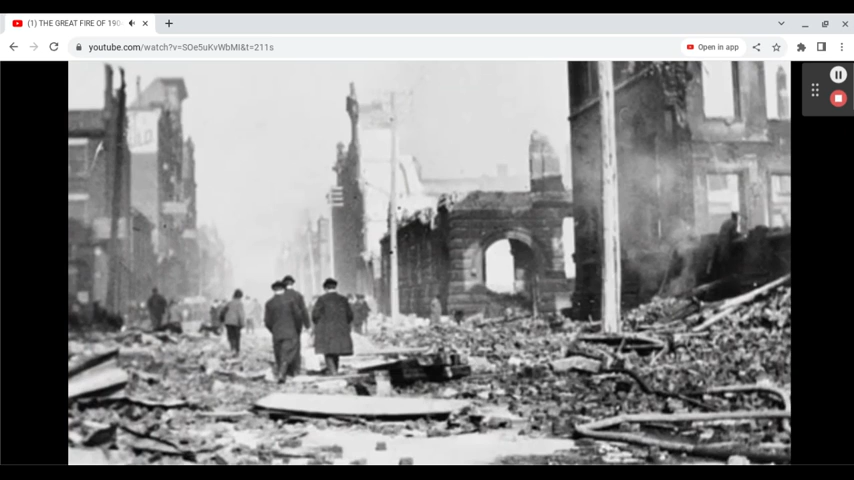 (1) THE GREAT FIRE OF 190
youtube.com/watch?v=SOe5uKvWbMI&t=211s
Open in app